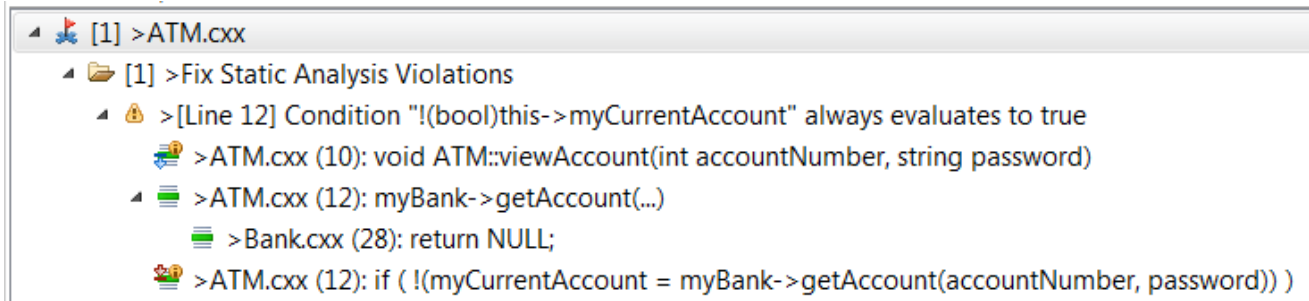 [1] >ATM.cxx
[1] >Fix Static Analysis Violations
>[Line 12] Condition "!(bool)this->myCurrentAccount" always evaluates to true
>ATM.cxx (10): void ATM::viewAccount(int accountNumber, string password)
>ATM.cxx (12): myBank->getAccount(...)
>Bank.cxx (28): return NULL;
>ATM.cxx (12): if ( !(myCurrentAccount = myBank->getAccount(accountNumber, password)) )